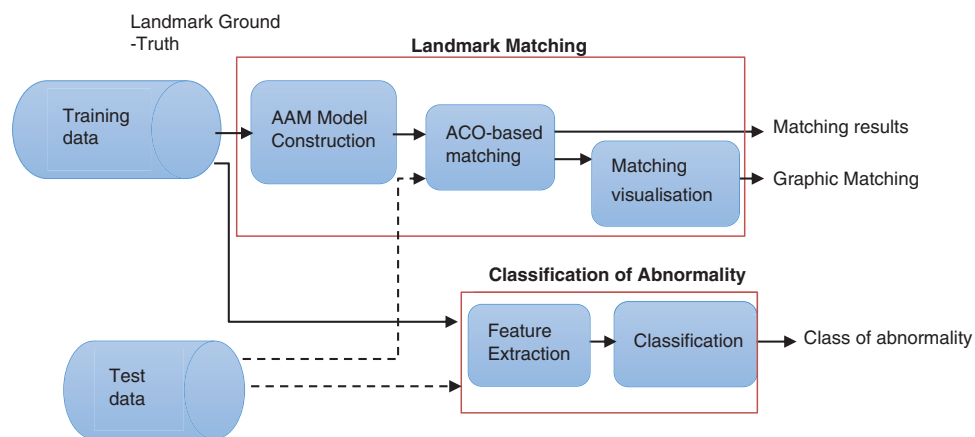 Landmark Ground
-Truth
Landmark Matching
Training
data
AAM Model
Construction
ACO-based
matching
Matching results
Matching
visualisation
Graphic Matching
Classification of Abnormality
Feature
Extraction
Classification
Class of abnormality
Test
data